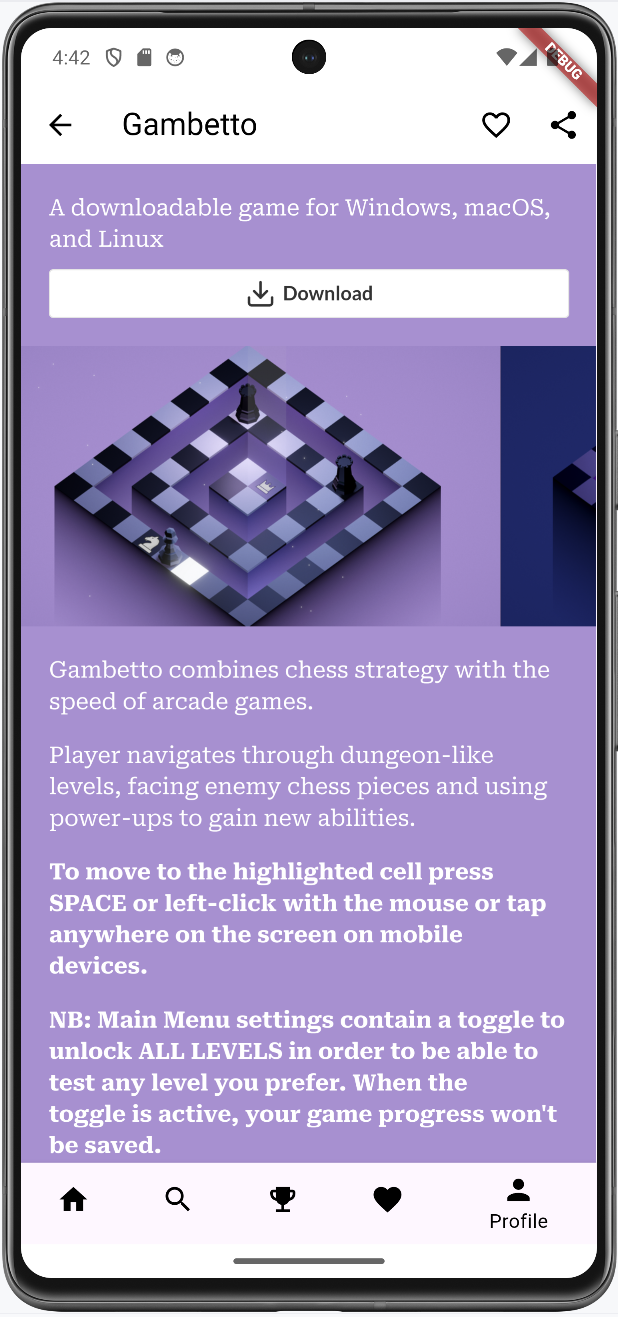 4:42
DEBUG
Gambetto
A downloadable game for Windows, macOS,
and Linux
Download
Gambetto combines chess strategy with the
speed of arcade games.
Player navigates through dungeon-like
levels, facing enemy chess pieces and using
power-ups to gain new abilities.
To move to the highlighted cell press
SPACE or left-click with the mouse or tap
anywhere on the screen on mobile
devices.
NB: Main Menu settings contain a toggle to
unlock ALL LEVELS in order to be able to
test any level you prefer. When the
toggle is active, your game progress won't
be saved.
Profile